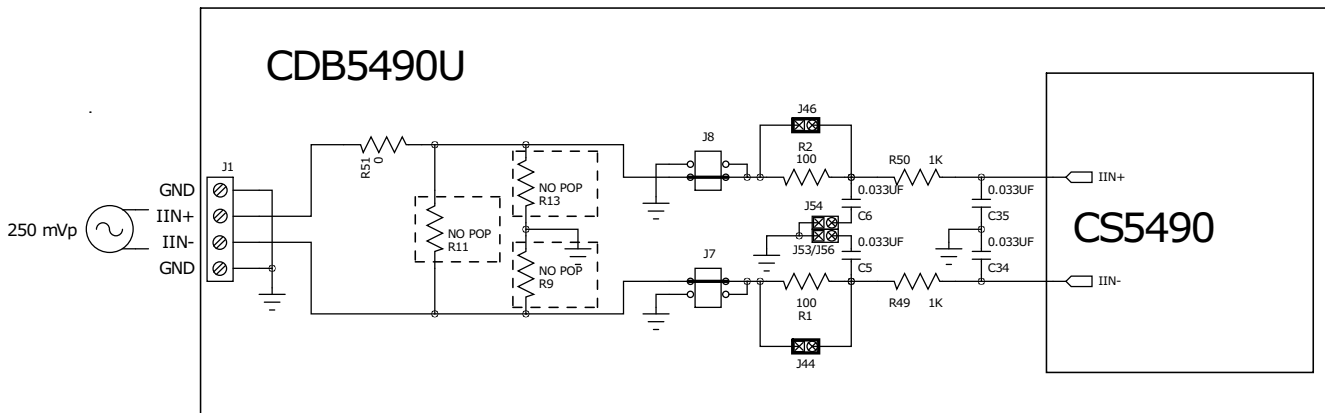 CDB5490U
J46
J8
R2
100
R50 1K
J1
R51
0
NO POP
R13
0.033UF
0.033UF
IIN+
GND
IIN+
IIN-
GND
250 mVp
NO POP
R11
J54
C6
C35
CS5490
J53/J56
0.033UF
0.033UF
NO POP
R9
J7
C5
C34
IIN-
100
R1
R49 1K
J44